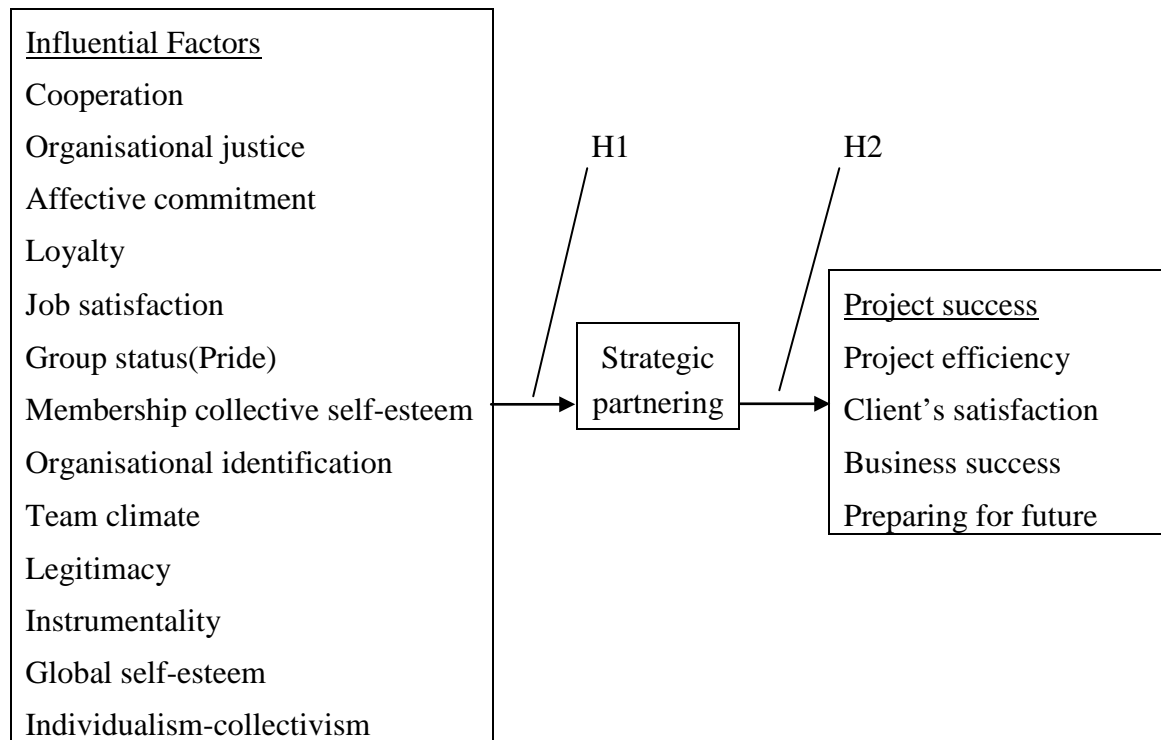 Influential Factors
Cooperation
Organisational justice
Affective commitment
Loyalty
Job satisfaction
Group status(Pride)
Membership collective self-esteem
Organisational identification
Team climate
Legitimacy
Instrumentality
Global self-esteem
Individualism-collectivism
H1
Strategic
partnering
H2
Project success
Project efficiency
Client’s satisfaction
Business success
Preparing for future